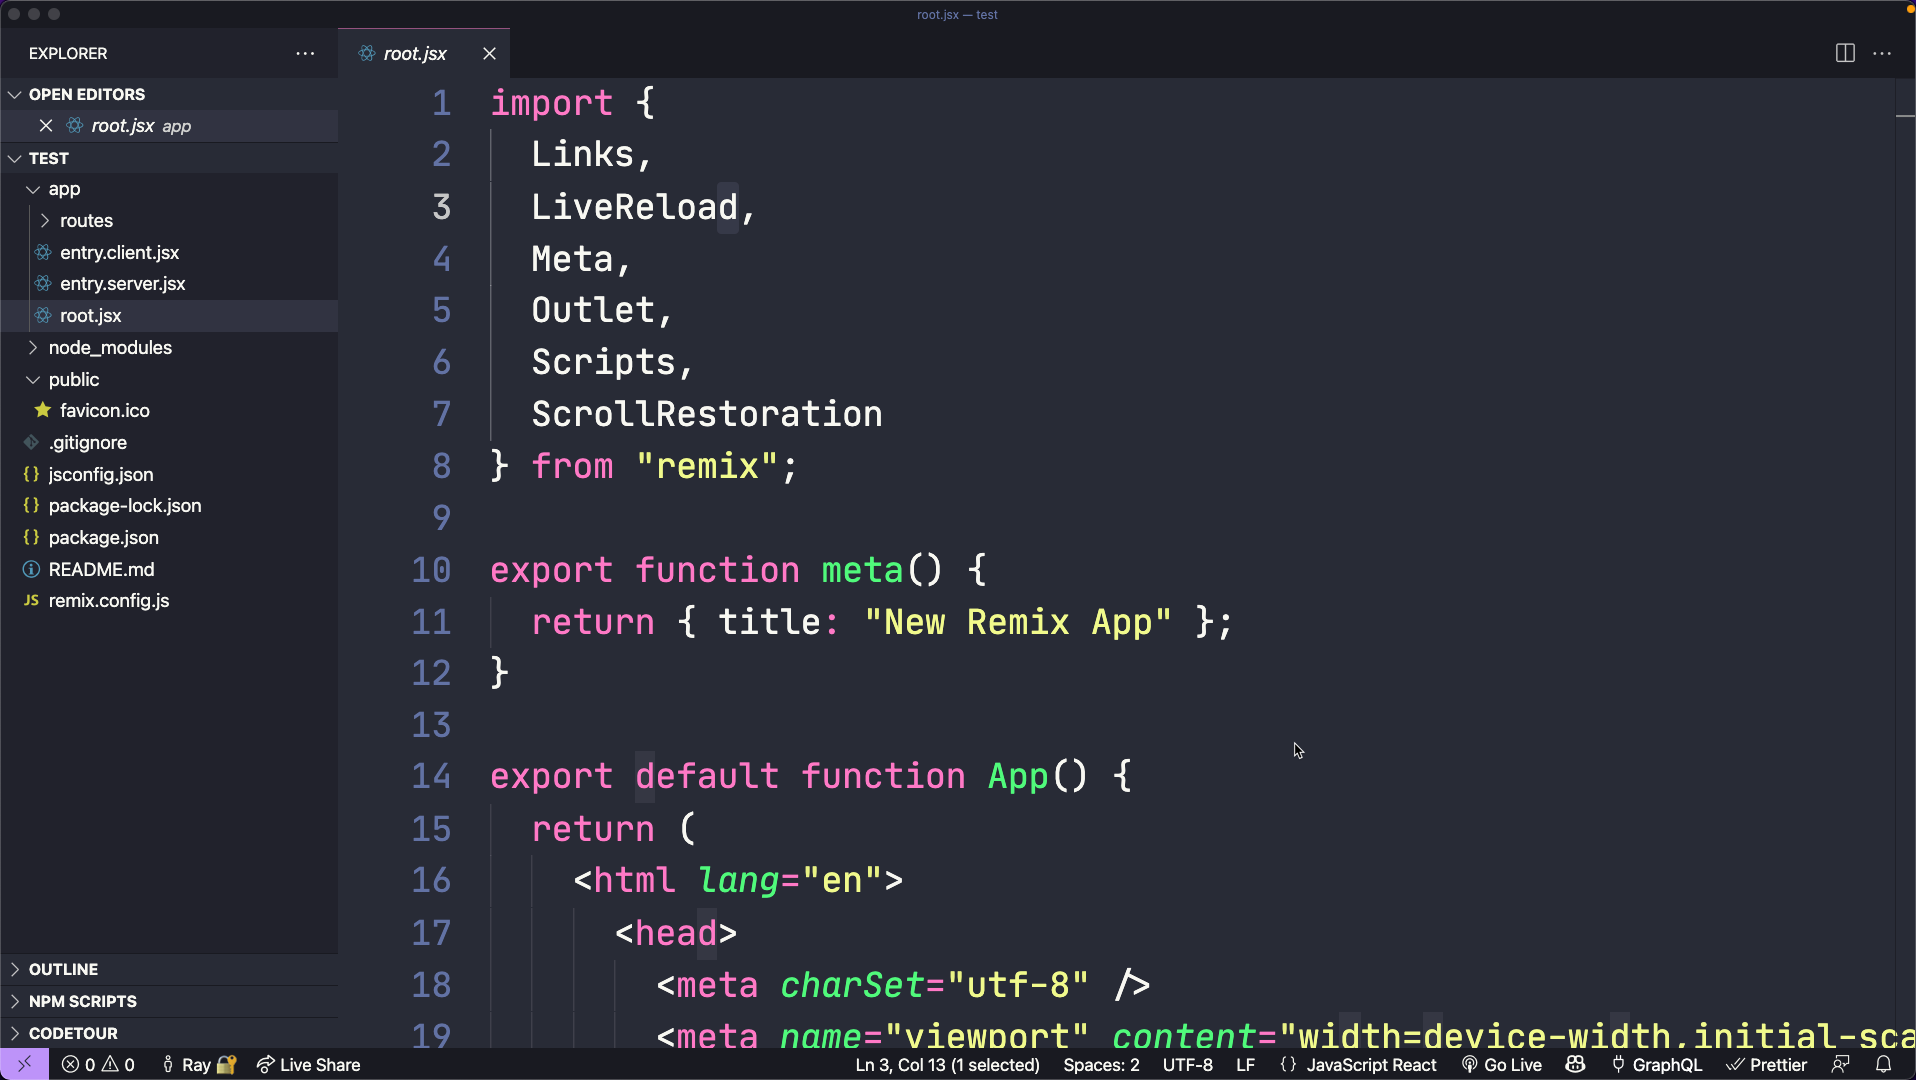 root.jsx — test
EXPLORER
root.jsx
OPEN EDITORS
root.jsx app
TEST
app
routes
entry.client.jsx
entry.server.jsx
root.jsx
node_modules
public
favicon.ico
.gitignore
{} jsconfig.json
{} package-lock.json
{} package.json
README.md
JS remix.config.js
OUTLINE
NPM SCRIPTS
CODETOUR
1 import {
2 Links,
3 LiveReload,
4 Meta,
5 Outlet,
6 Scripts,
7 ScrollRestoration
8 } from "remix";
9
10 export function meta() {
11 return { title: "New Remix App" };
12 }
13
14 export default function App() {
15 return (
16 <html lang="en">
17 <head>
18 <meta charSet="utf-8" />
19 <meta name="viewport" content="width=device-width,initial-sca
0 0 Ray Live Share Ln 3, Col 13 (1 selected) Spaces: 2 UTF-8 LF {} JavaScript React Go Live GraphQL Prettier